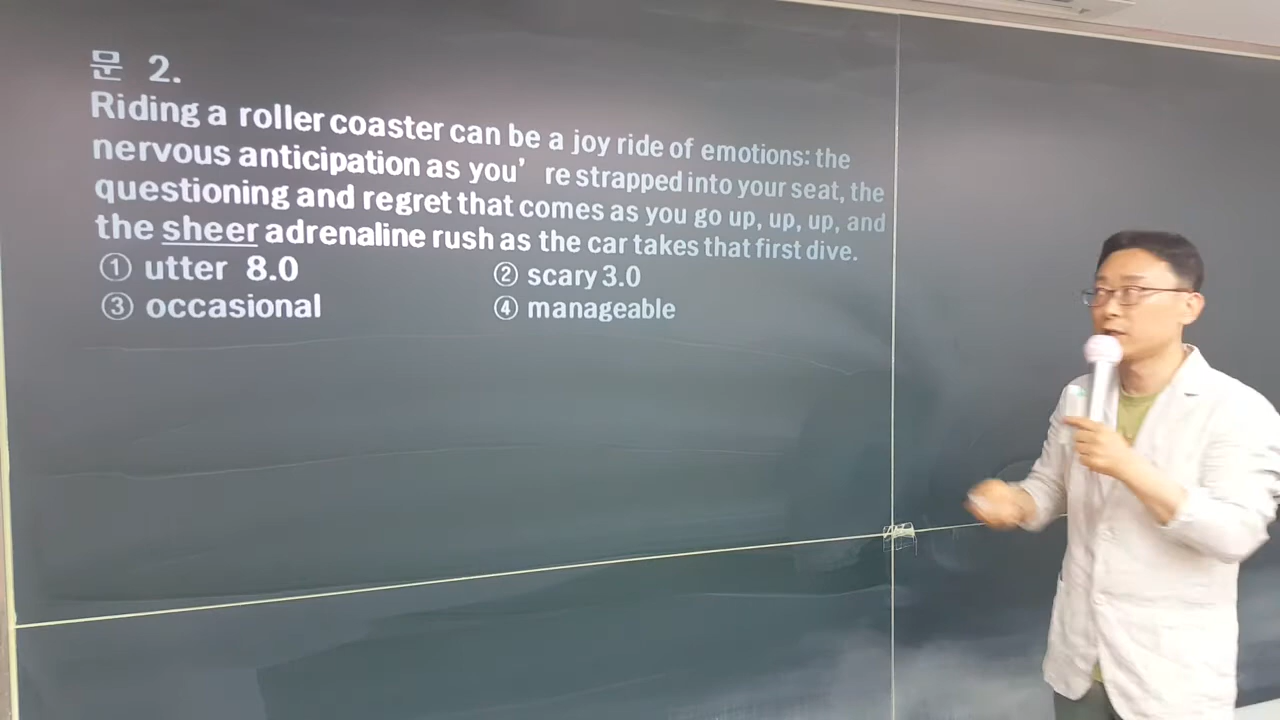 문 2.
Riding a roller coaster can be a joy ride of emotions: the
nervous anticipation as you're strapped into your seat, the
questioning and regret that comes as you go up, up, up, and
the sheer adrenaline rush as the car takes that first dive.
① utter 8.0 ② scary 3.0
③ occasional ④ manageable